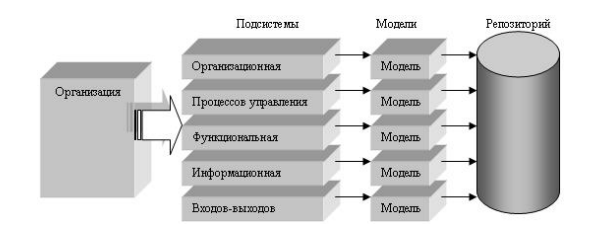 Подсистемы Модели Репозиторий
Организация
Организационная Модель
Процессов управления Модель
Функциональная Модель
Информационная Модель
Входов-выходов Модель